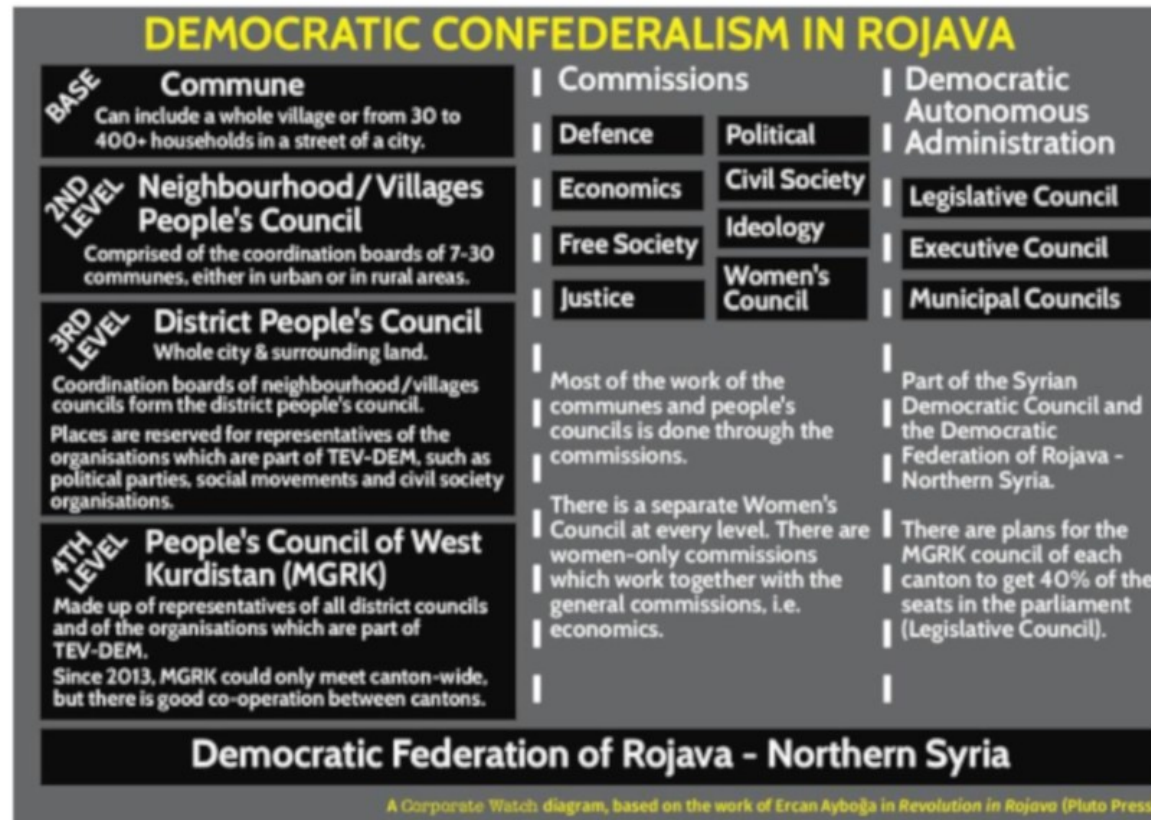 DEMOCRATIC CONFEDERALISM IN ROJAVA
BASE
Commune
Can include a whole village or from 30 to
400+ households in a street of a city.
2ND
LEVEL
Neighbourhood/Villages
People's Council
Comprised of the coordination boards of 7-30
communes, either in urban or in rural areas.
3RD
LEVEL
District People's Council
Whole city & surrounding land.
Coordination boards of neighbourhood/villages
councils form the district people's council.
Places are reserved for representatives of the
organisations which are part of TEV-DEM, such as
political parties, social movements and civil society
organisations.
4TH
LEVEL
People's Council of West
Kurdistan (MGRK)
Made up of representatives of all district councils
and of the organisations which are part of
TEV-DEM.
Since 2013, MGRK could only meet canton-wide,
but there is good co-operation between cantons.
Commissions
Defence
Economics
Free Society
Justice
Political
Civil Society
Ideology
Women's
Council
Most of the work of the
communes and people's
councils is done through the
commissions.
There is a separate Women's
Council at every level. There are
women-only commissions
which work together with the
general commissions, i.e.
economics.
Democratic
Autonomous
Administration
Legislative Council
Executive Council
Municipal Councils
Part of the Syrian
Democratic Council and
the Democratic
Federation of Rojava -
Northern Syria.
There are plans for the
MGRK council of each
canton to get 40% of the
seats in the parliament
(Legislative Council).
Democratic Federation of Rojava - Northern Syria
A Corporate Watch diagram, based on the work of Ercan Ayboğa in Revolution in Rojava (Pluto Press